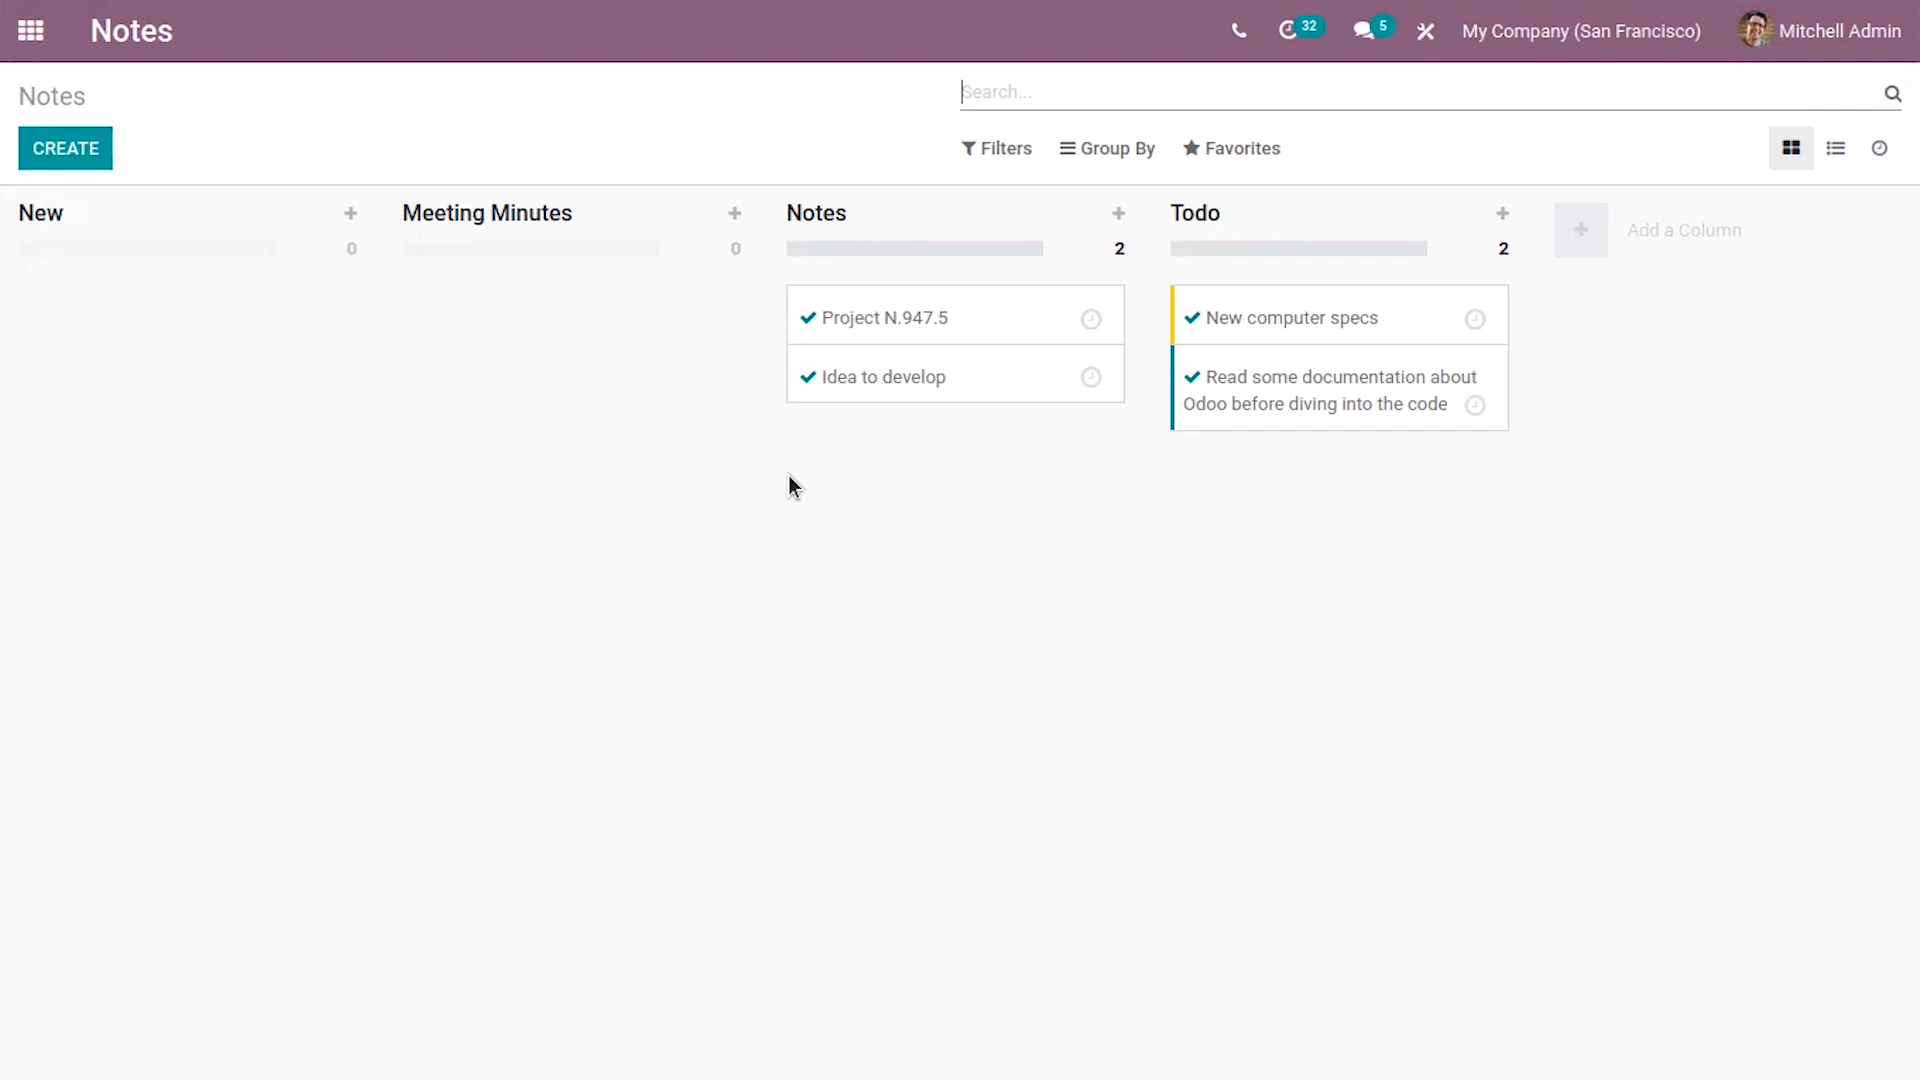 Notes
32
5
My Company (San Francisco)
Mitchell Admin
Notes
Search...
CREATE
Filters
Group By
Favorites
New
0
Meeting Minutes
0
Notes
2
Todo
2
Add a Column
Project N.947.5
Idea to develop
New computer specs
Read some documentation about
Odoo before diving into the code